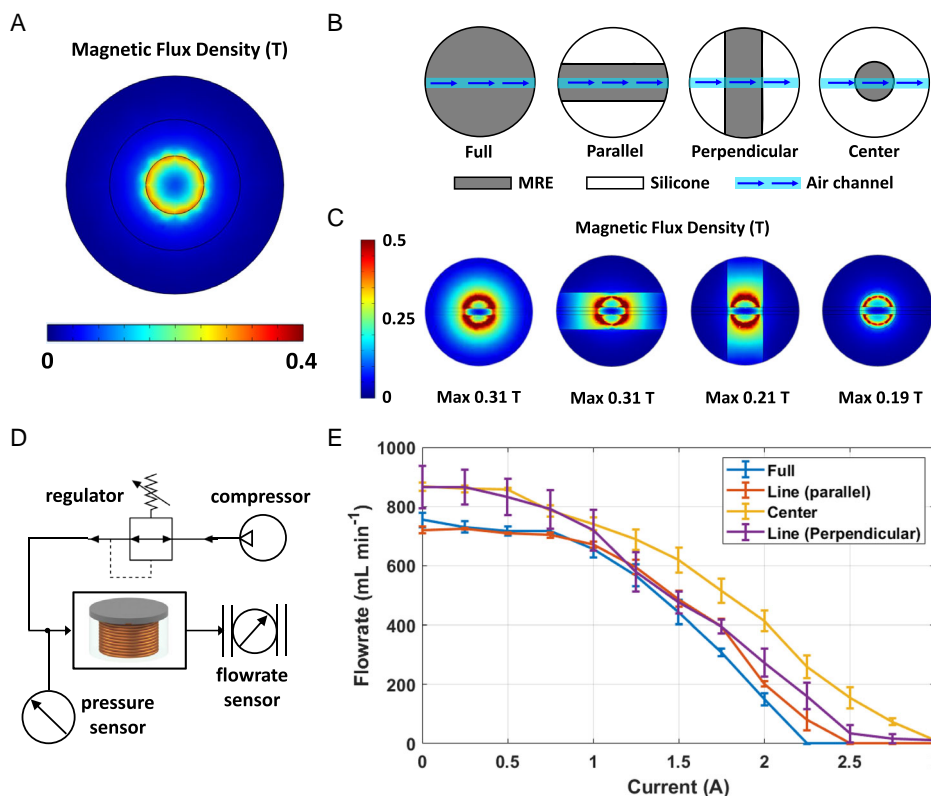 A
Magnetic Flux Density (T)
0
0.4
B
Full
Parallel
Perpendicular
Center
MRE
Silicone
Air channel
C
Magnetic Flux Density (T)
0.5
0.25
0
Max 0.31 T
Max 0.31 T
Max 0.21 T
Max 0.19 T
D
regulator
compressor
pressure
sensor
flowrate
sensor
E
Flowrate (mL min⁻¹)
1000
800
600
400
200
0
Full
Line (parallel)
Center
Line (Perpendicular)
0
0.5
1
1.5
2
2.5
Current (A)